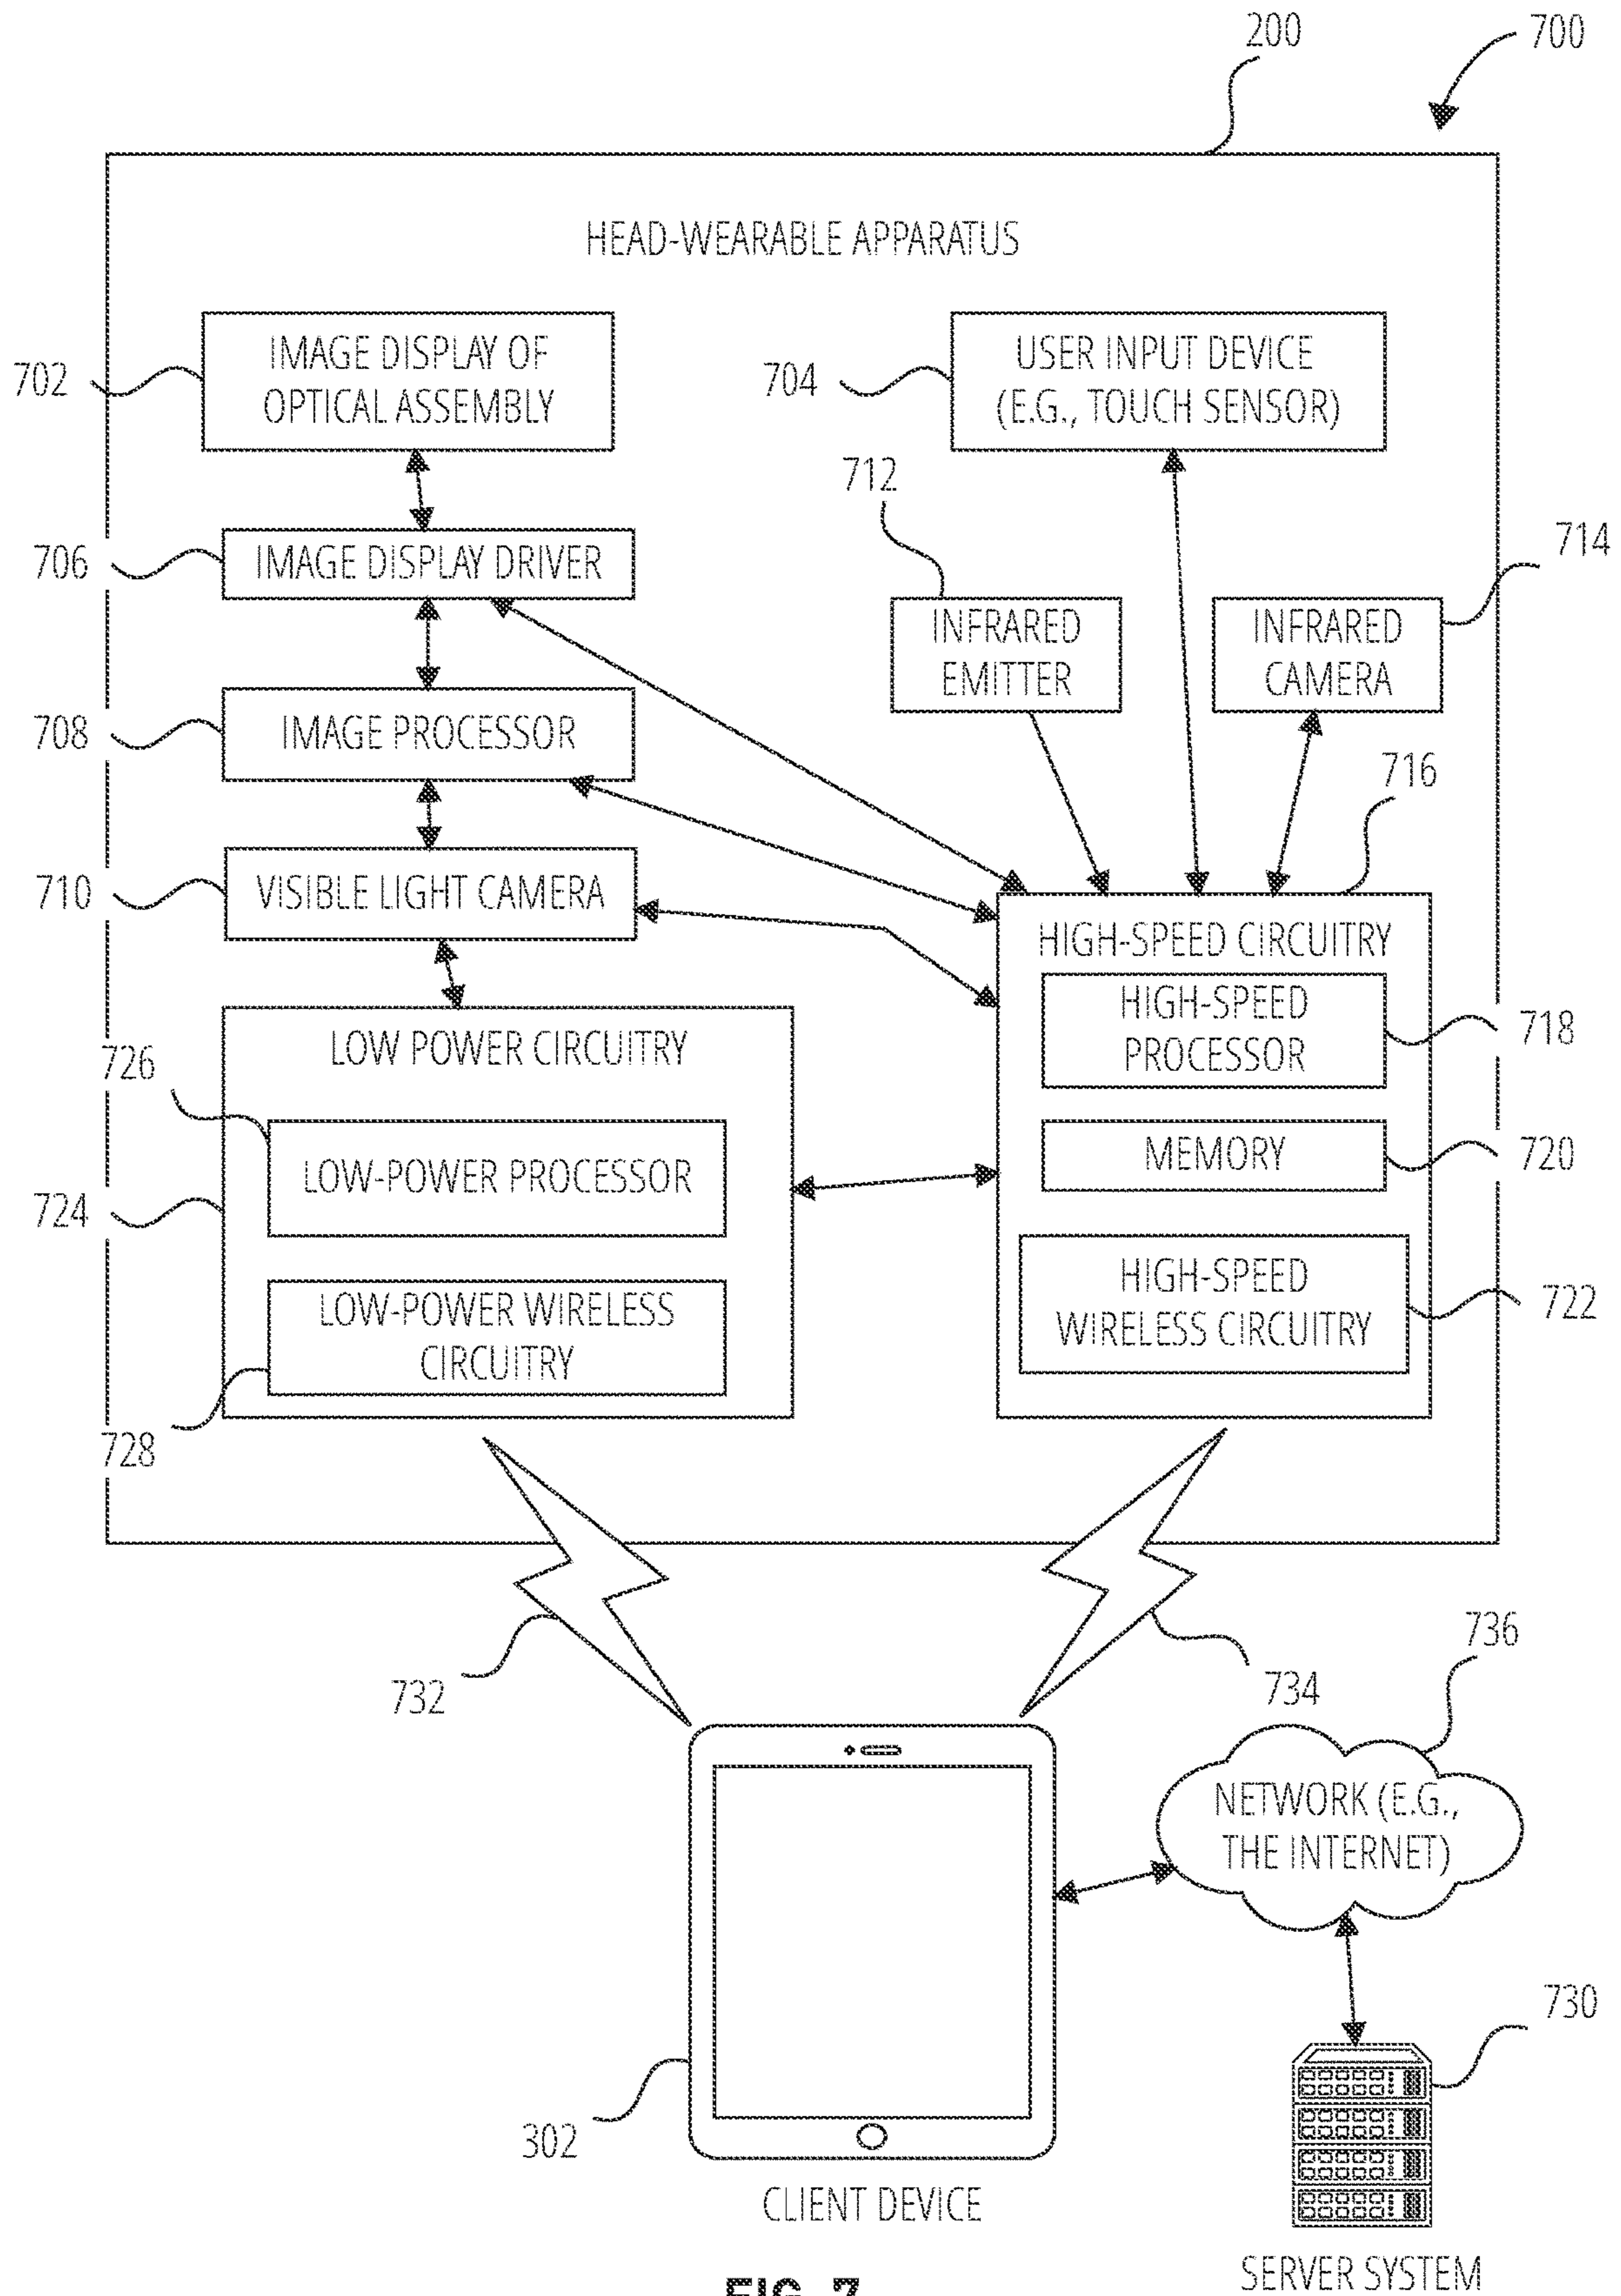 200
700
HEAD-WEARABLE APPARATUS
702
IMAGE DISPLAY OF
OPTICAL ASSEMBLY
704
USER INPUT DEVICE
(E.G., TOUCH SENSOR)
712
714
706
IMAGE DISPLAY DRIVER
INFRARED
EMITTER
INFRARED
CAMERA
708
IMAGE PROCESSOR
716
710
VISIBLE LIGHT CAMERA
HIGH-SPEED CIRCUITRY
HIGH-SPEED
PROCESSOR
718
LOW POWER CIRCUITRY
726
LOW-POWER PROCESSOR
MEMORY
720
724
LOW-POWER WIRELESS
CIRCUITRY
HIGH-SPEED
WIRELESS CIRCUITRY
722
728
732
734
736
NETWORK (E.G.,
THE INTERNET)
730
302
CLIENT DEVICE
SERVER SYSTEM
FIG. 7